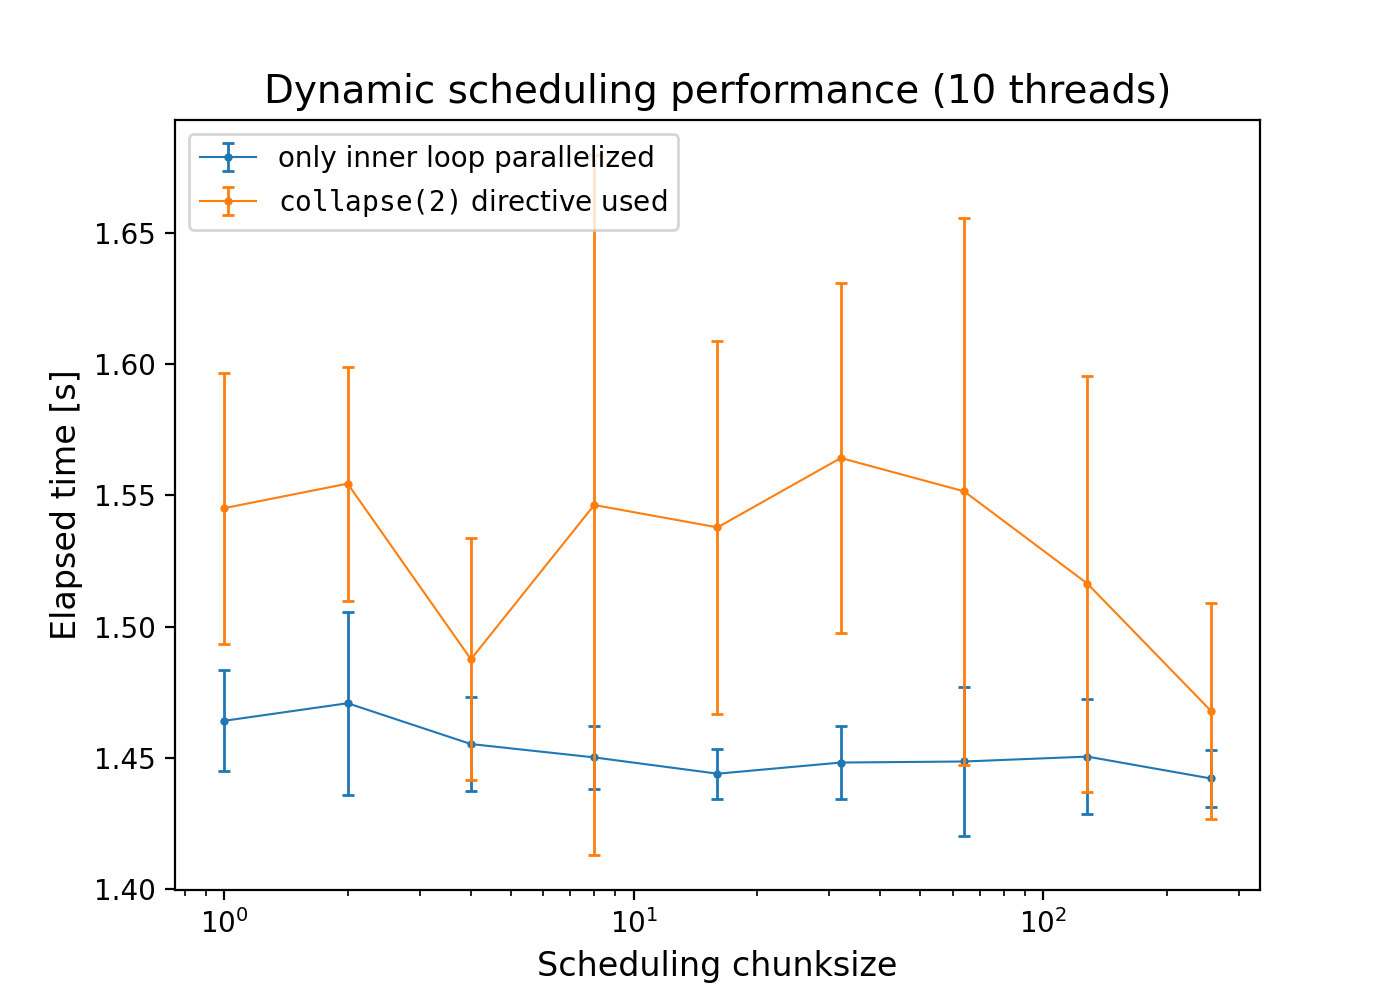 Dynamic scheduling performance (10 threads)
only inner loop parallelized
collapse(2) directive used
Elapsed time [s]
1.65
1.60
1.55
1.50
1.45
1.40
10⁰
10¹
10²
Scheduling chunksize